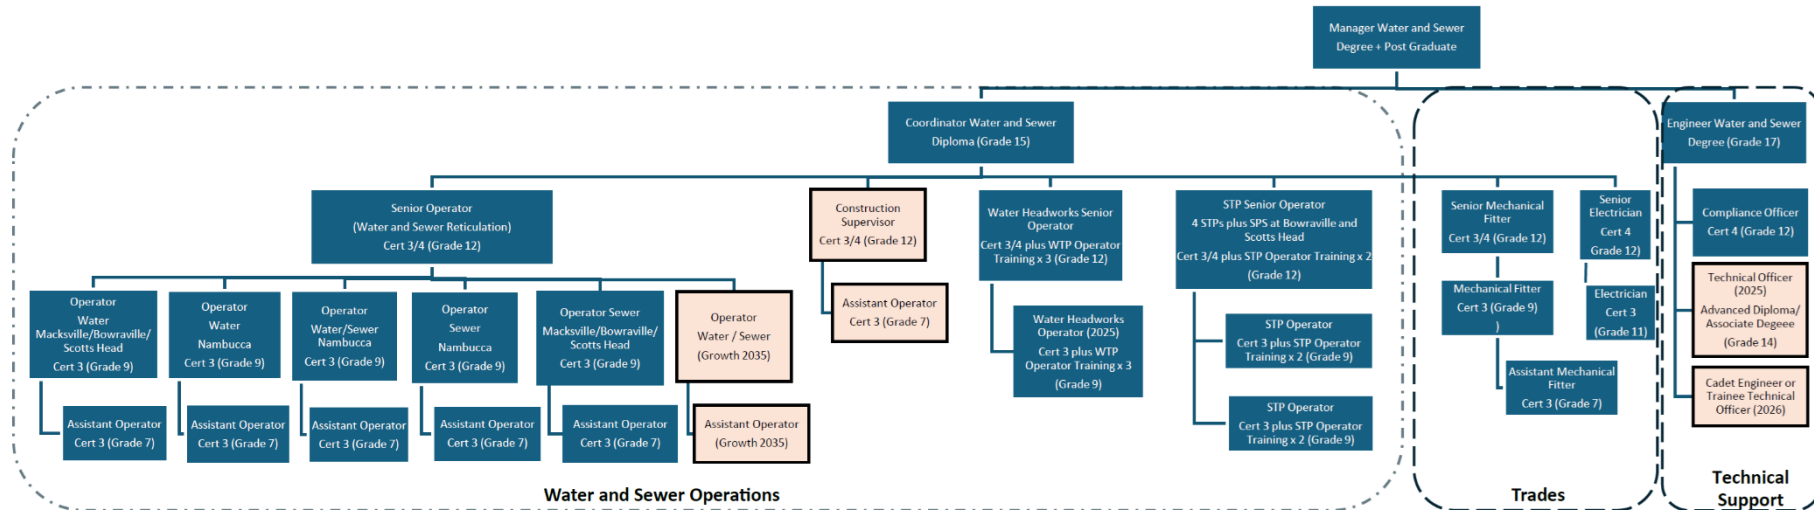 Manager Water and Sewer
Degree + Post Graduate
Coordinator Water and Sewer
Diploma (Grade 15)
Engineer Water and Sewer
Degree (Grade 17)
Senior Operator
(Water and Sewer Reticulation)
Cert 3/4 (Grade 12)
Construction
Supervisor
Cert 3/4 (Grade 12)
Water Headworks Senior
Operator
Cert 3/4 plus WTP Operator
Training x 3 (Grade 12)
STP Senior Operator
4 STPs plus SPS at Bowraville and
Scotts Head
Cert 3/4 plus STP Operator Training x 2
(Grade 12)
Senior Mechanical
Fitter
Cert 3/4 (Grade 12)
Senior
Electrician
Cert 4
Grade 12)
Compliance Officer
Cert 4 (Grade 12)
Operator
Water
Macksville/Bowraville/
Scotts Head
Cert 3 (Grade 9)
Operator
Water
Nambucca
Cert 3 (Grade 9)
Operator
Water/Sewer
Nambucca
Cert 3 (Grade 9)
Operator
Sewer
Nambucca
Cert 3 (Grade 9)
Operator Sewer
Macksville/Bowraville/
Scotts Head
Cert 3 (Grade 9)
Operator
Water / Sewer
(Growth 2035)
Assistant Operator
Cert 3 (Grade 7)
Water Headworks
Operator (2025)
Cert 3 plus WTP
Operator Training x 3
(Grade 9)
STP Operator
Cert 3 plus STP Operator
Training x 2 (Grade 9)
Mechanical Fitter
Cert 3 (Grade 9)
)
Electrician
Cert 3
(Grade 11)
Technical Officer
(2025)
Advanced Diploma/
Associate Degeee
(Grade 14)
Assistant Operator
Cert 3 (Grade 7)
Assistant Operator
Cert 3 (Grade 7)
Assistant Operator
Cert 3 (Grade 7)
Assistant Operator
Cert 3 (Grade 7)
Assistant Operator
Cert 3 (Grade 7)
Assistant Operator
(Growth 2035)
STP Operator
Cert 3 plus STP Operator
Training x 2 (Grade 9)
Assistant Mechanical
Fitter
Cert 3 (Grade 7)
Cadet Engineer or
Trainee Technical
Officer (2026)
Water and Sewer Operations
Trades
Technical
Support